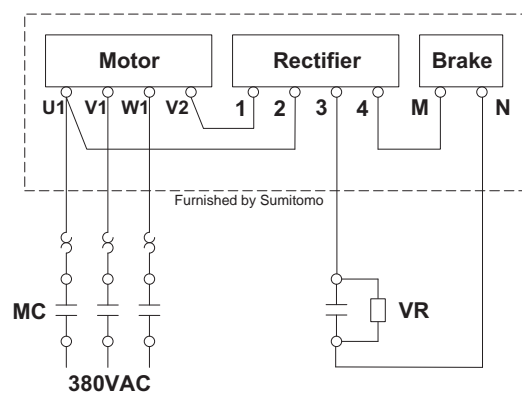 Motor Rectifier Brake
U1 V1 W1 V2 1 2 3 4 M N
Furnished by Sumitomo
MC VR
380VAC